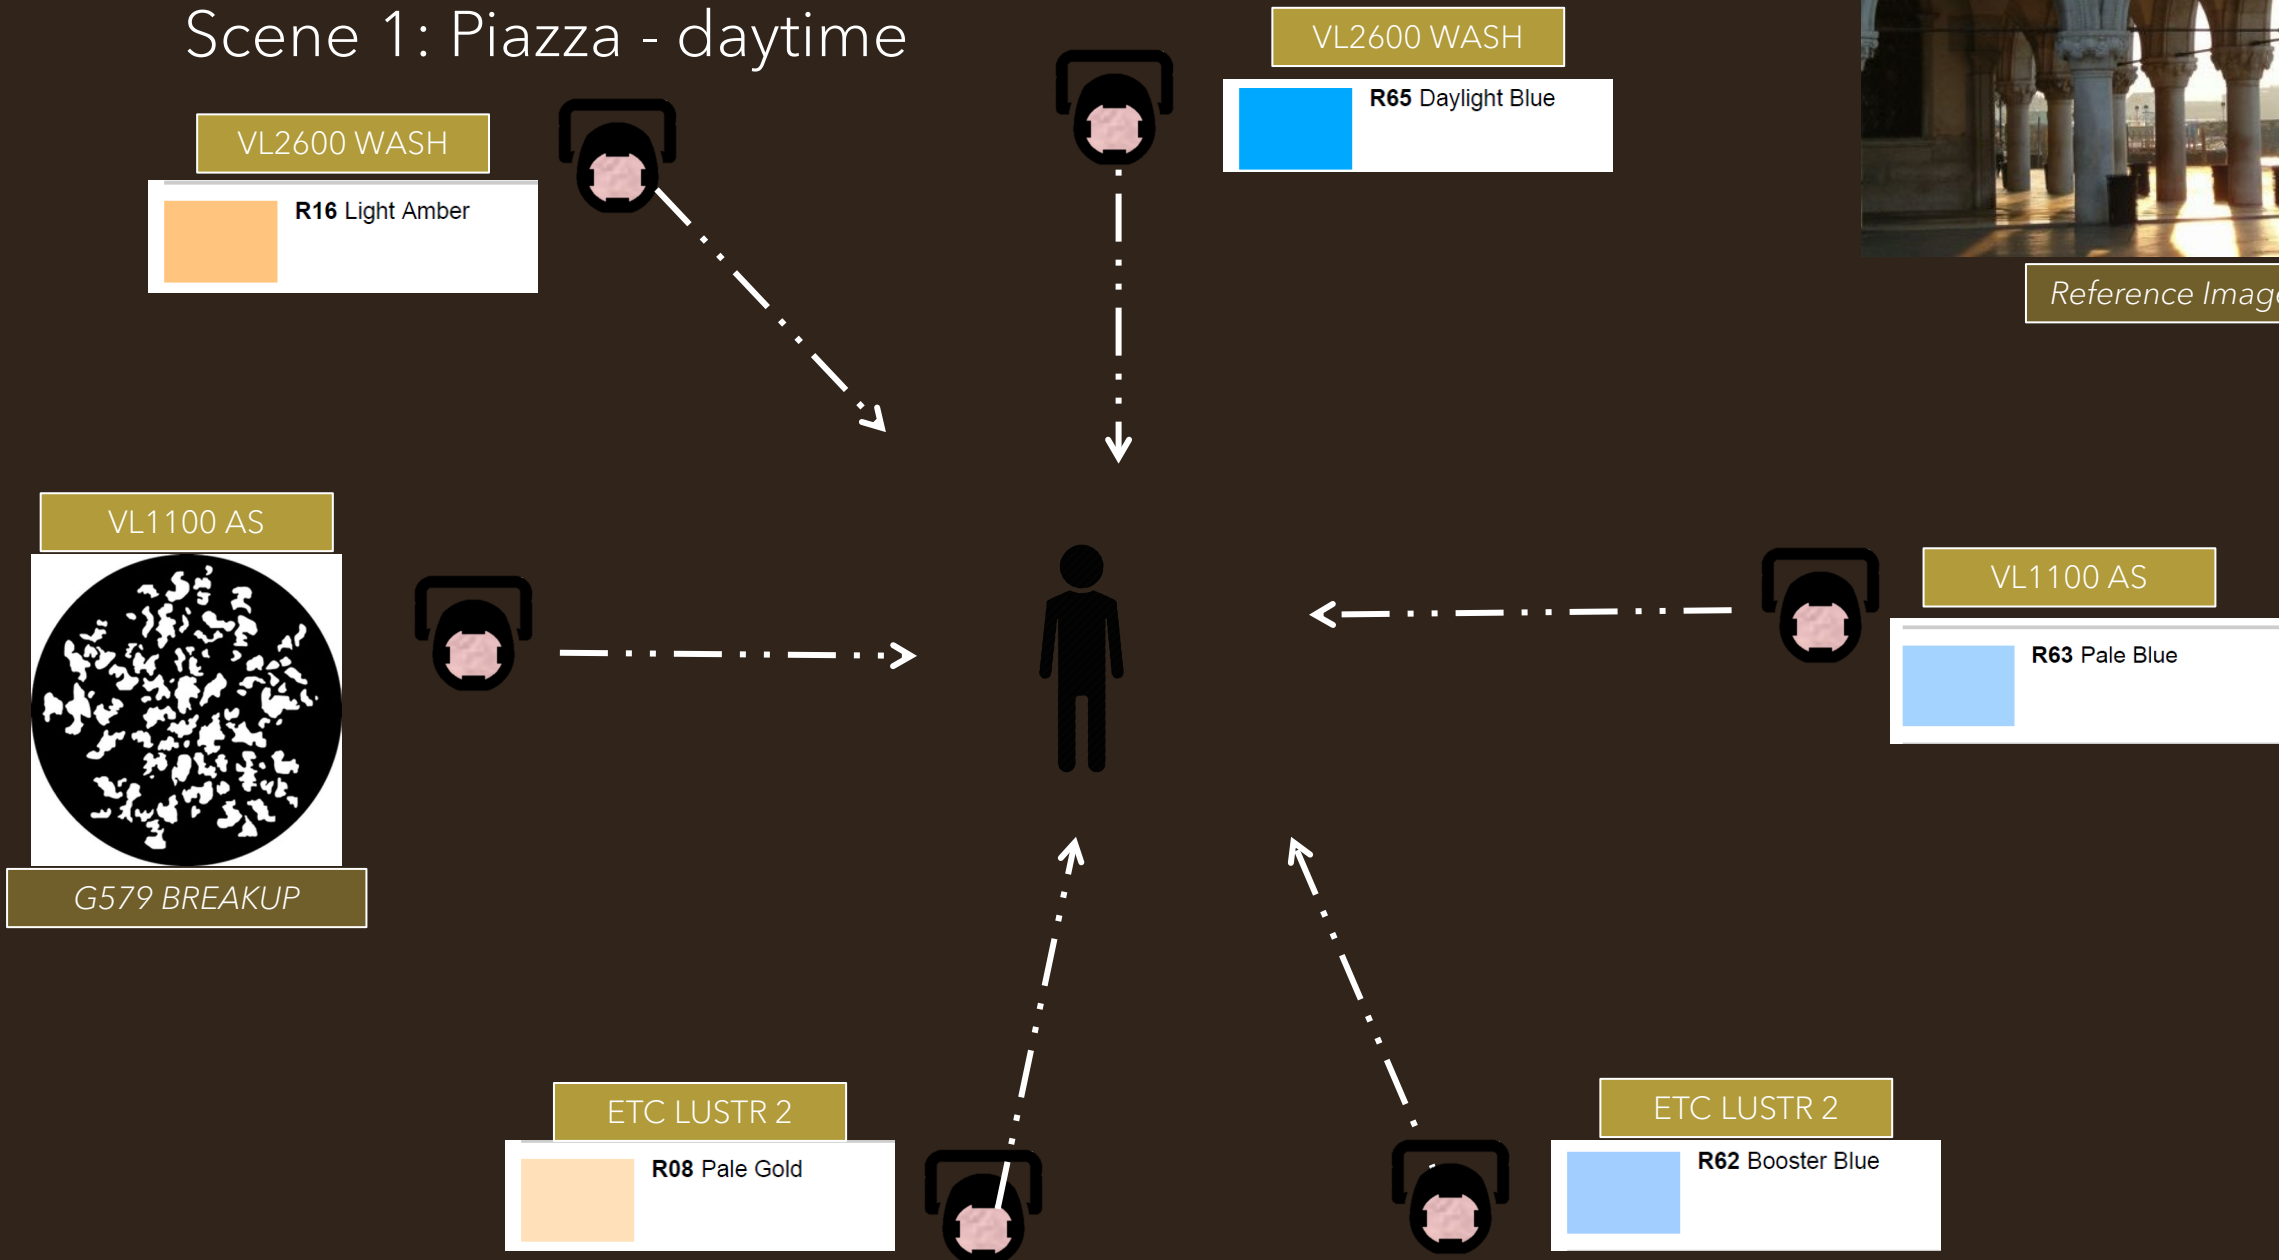 Scene 1: Piazza - daytime
VL2600 WASH
R65 Daylight Blue
VL2600 WASH
R16 Light Amber
Reference Image
VL1100 AS
G579 BREAKUP
VL1100 AS
R63 Pale Blue
ETC LUSTR 2
R08 Pale Gold
ETC LUSTR 2
R62 Booster Blue